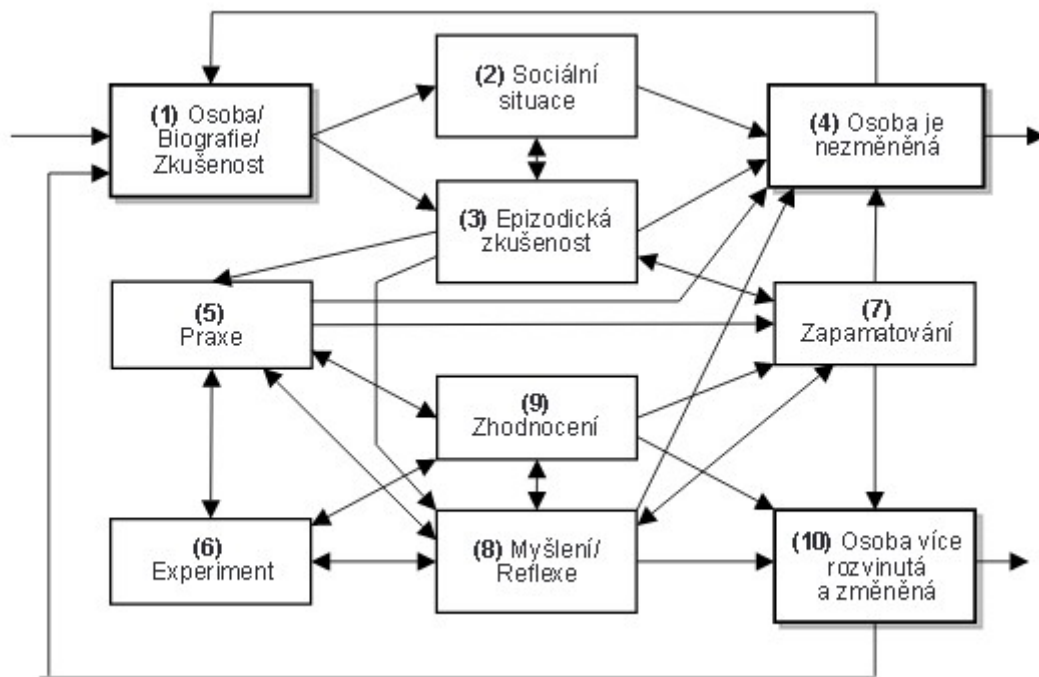 (1) Osoba/
Biografie/
Zkušenost
(2) Sociální
situace
(3) Epizodická
zkušenost
(4) Osoba je
nezměněná
(5)
Praxe
(6)
Experiment
(7)
Zapamatování
(8) Myšlení/
Reflexe
(9)
Zhodnocení
(10) Osoba více
rozvinutá
a změněná